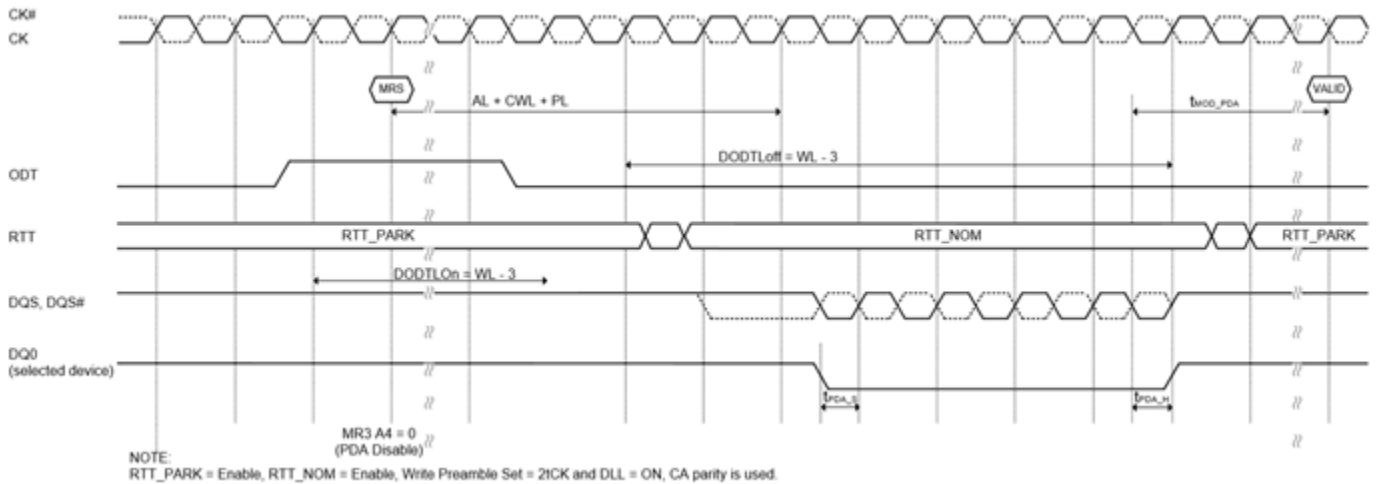 CK#
CK
MRS
VALID
AL + CWL + PL
tMOD_PDA
DODTLoff = WL - 3
ODT
RTT
RTT_PARK
RTT_NOM
RTT_PARK
DODTLOn = WL - 3
DQS, DQS#
DQ0
(selected device)
tPDA_S
tPDA_H
MR3 A4 = 0
(PDA Disable)
NOTE:
RTT_PARK = Enable, RTT_NOM = Enable, Write Preamble Set = 2tCK and DLL = ON, CA parity is used.